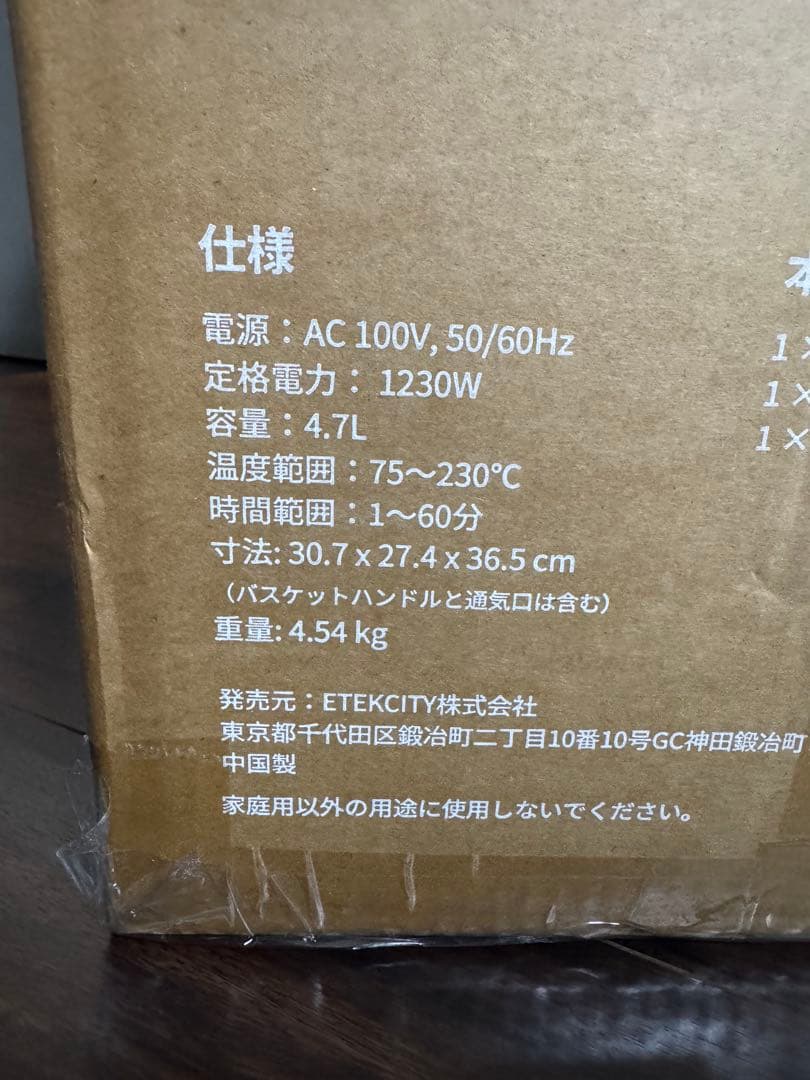 仕様
電源：AC 100V, 50/60Hz
定格電力： 1230W
容量：4.7L
温度範囲：75〜230℃
時間範囲：1〜60分
寸法: 30.7 x 27.4 x 36.5 cm
（バスケットハンドルと通気口は含む）
重量: 4.54 kg
発売元：ETEKCITY株式会社
東京都千代田区鍛冶町二丁目10番10号GC神田鍛冶町
中国製
家庭用以外の用途に使用しないでください。
本
1×
1×
1×